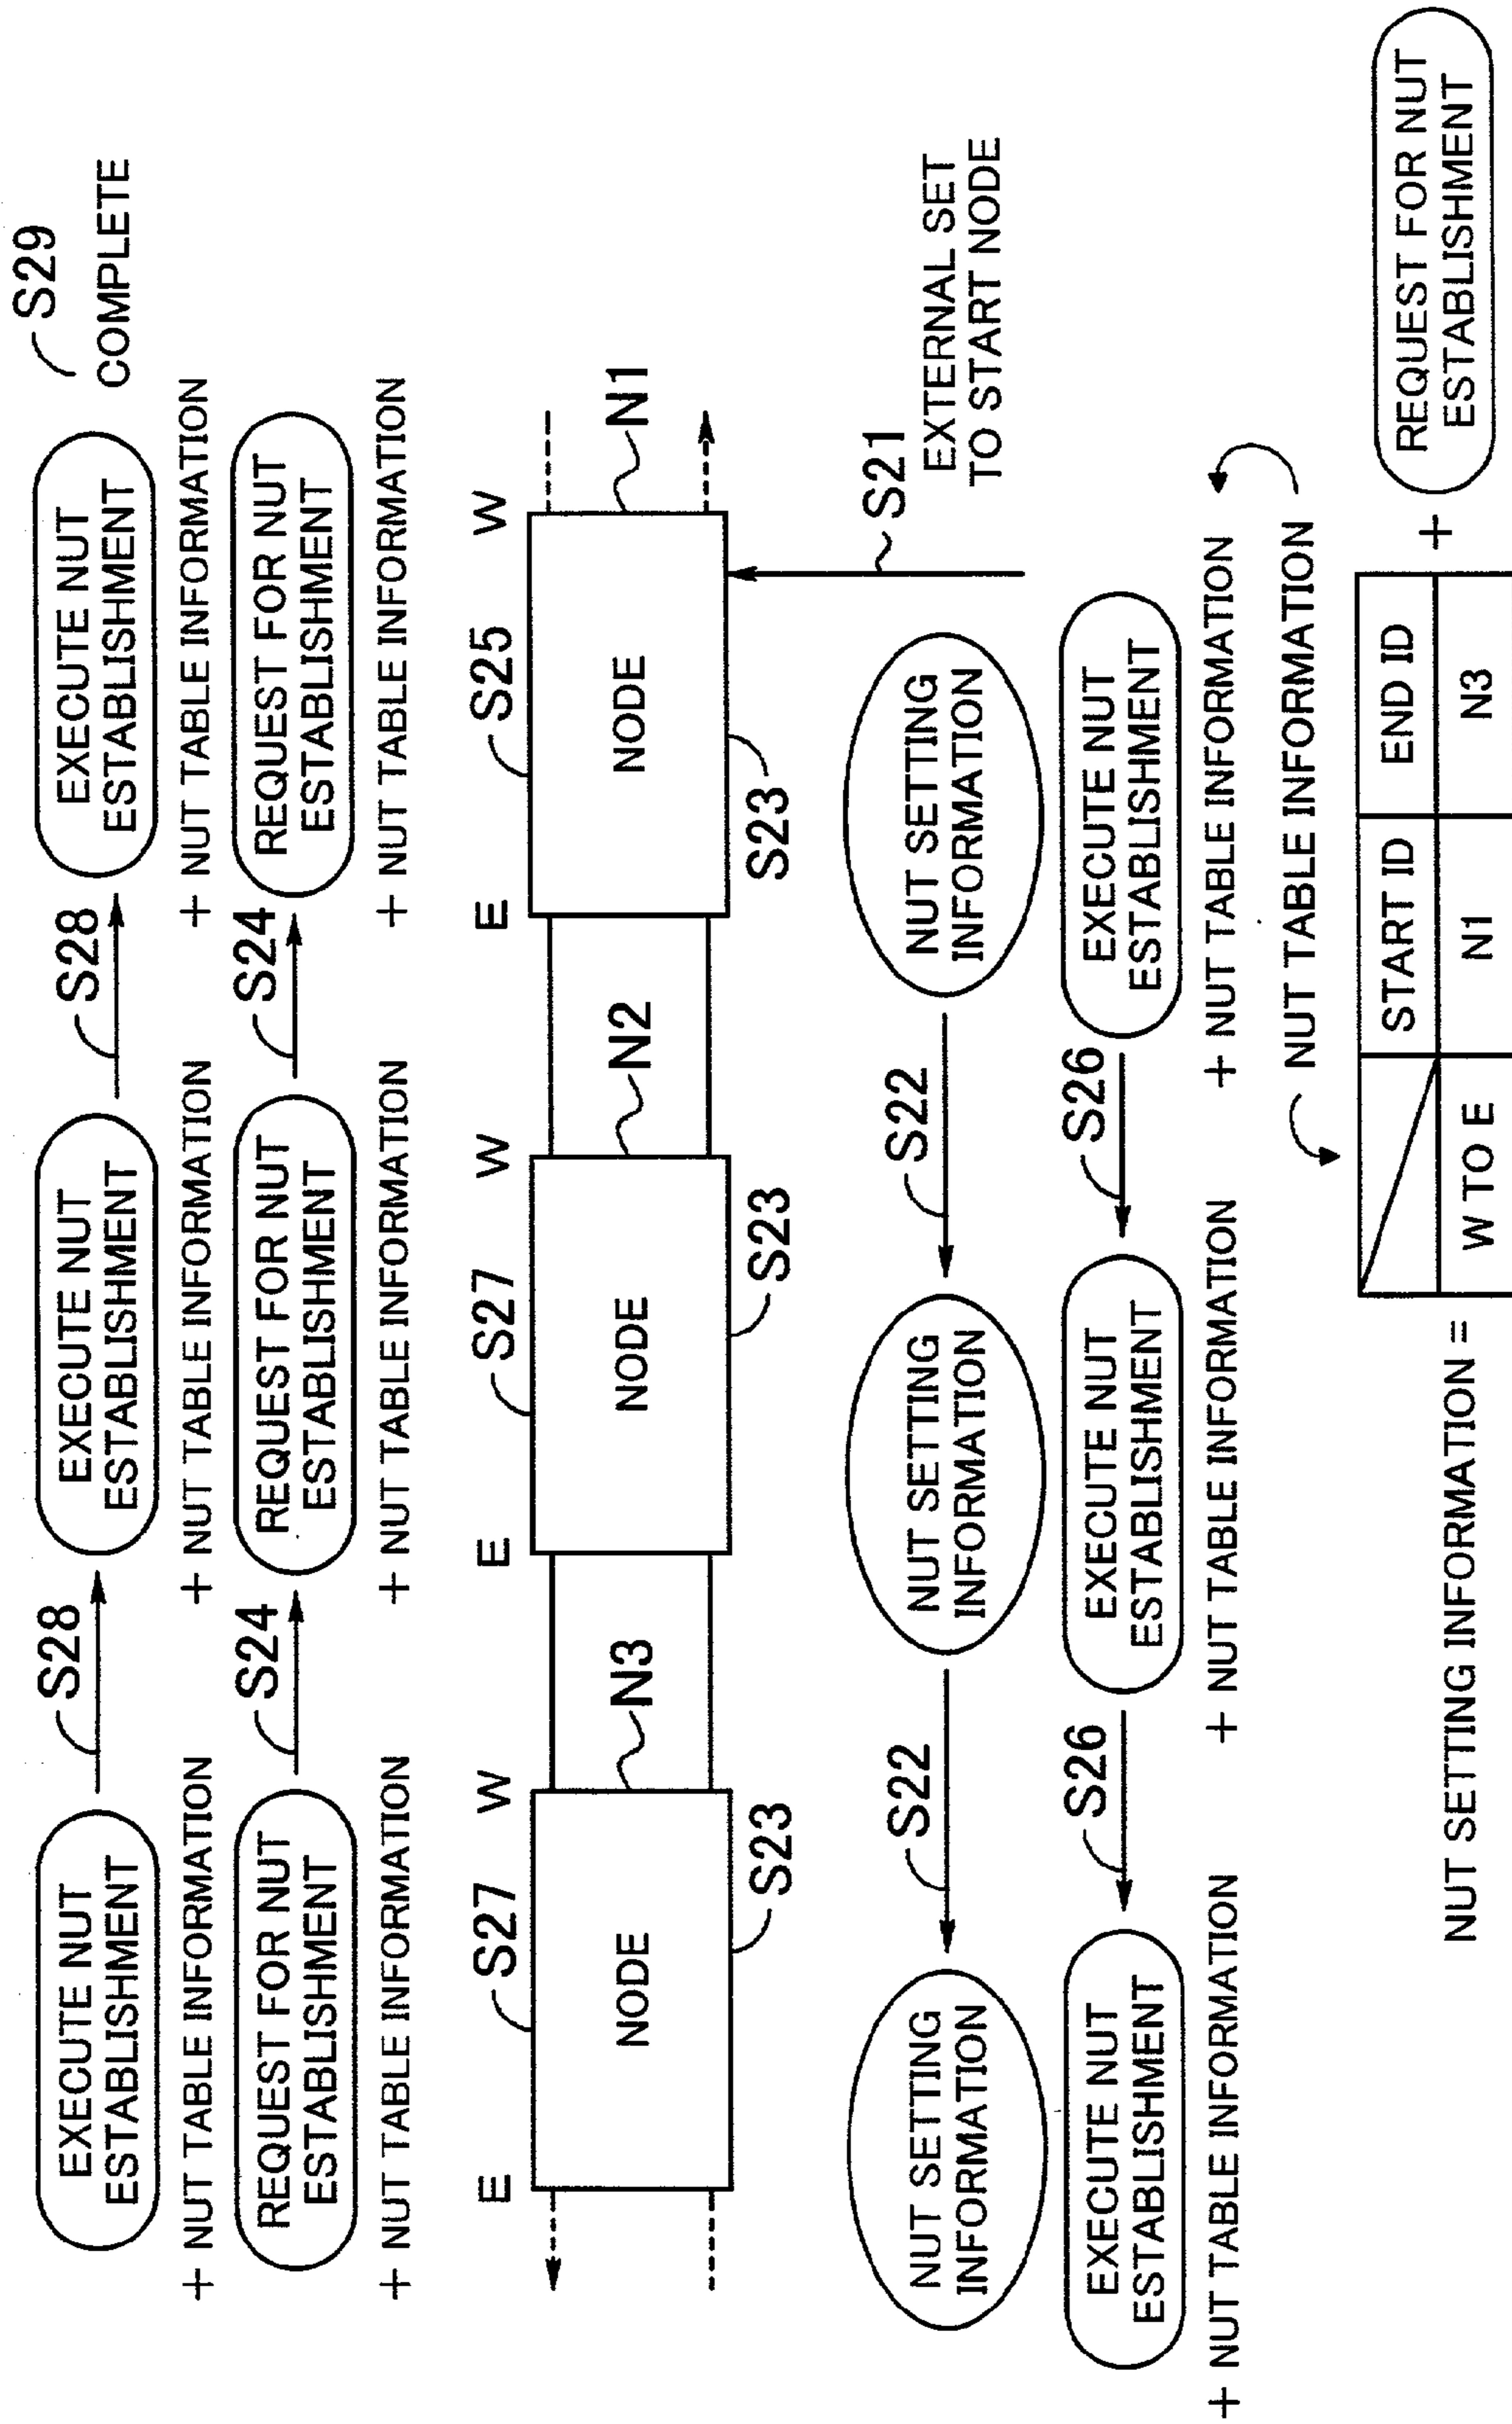 S29
COMPLETE
S28
S28
EXECUTE NUT
ESTABLISHMENT
EXECUTE NUT
ESTABLISHMENT
EXECUTE NUT
ESTABLISHMENT
+ NUT TABLE INFORMATION
+ NUT TABLE INFORMATION
+ NUT TABLE INFORMATION
S24
S24
REQUEST FOR NUT
ESTABLISHMENT
REQUEST FOR NUT
ESTABLISHMENT
REQUEST FOR NUT
ESTABLISHMENT
+ NUT TABLE INFORMATION
+ NUT TABLE INFORMATION
+ NUT TABLE INFORMATION
E
S27
W
E
S27
W
E
S25
W
NODE
N3
NODE
N2
NODE
N1
S23
S23
S23
S21
EXTERNAL SET
TO START NODE
S22
S22
NUT SETTING
INFORMATION
NUT SETTING
INFORMATION
NUT SETTING
INFORMATION
S26
S26
EXECUTE NUT
ESTABLISHMENT
EXECUTE NUT
ESTABLISHMENT
EXECUTE NUT
ESTABLISHMENT
+ NUT TABLE INFORMATION
+ NUT TABLE INFORMATION
+ NUT TABLE INFORMATION
NUT TABLE INFORMATION
NUT SETTING INFORMATION =
START ID
END ID
W TO E
N1
N3
+
REQUEST FOR NUT
ESTABLISHMENT